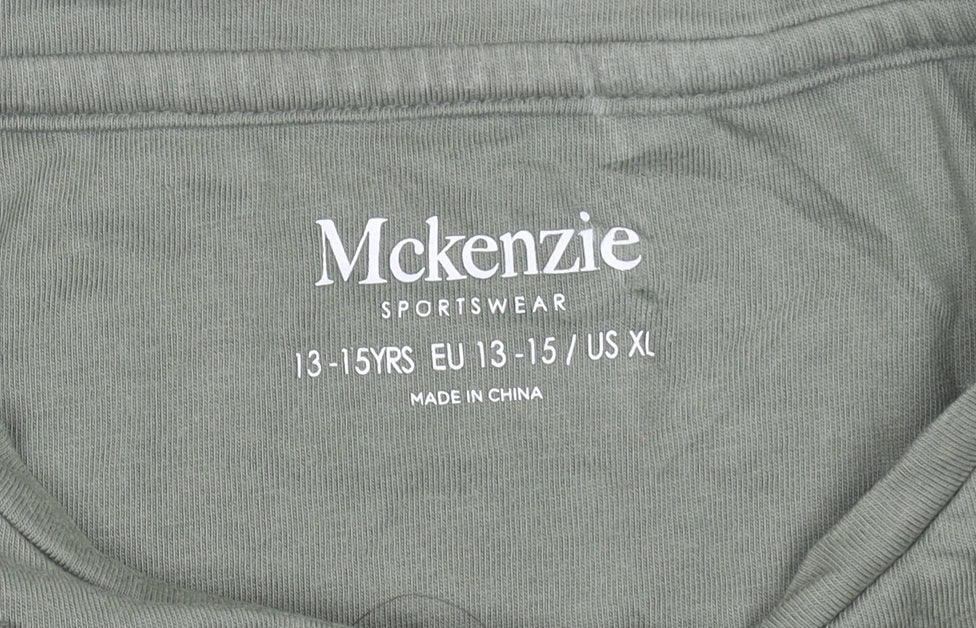 Mckenzie
SPORTSWEAR
13-15YRS EU 13-15 / US XL
MADE IN CHINA